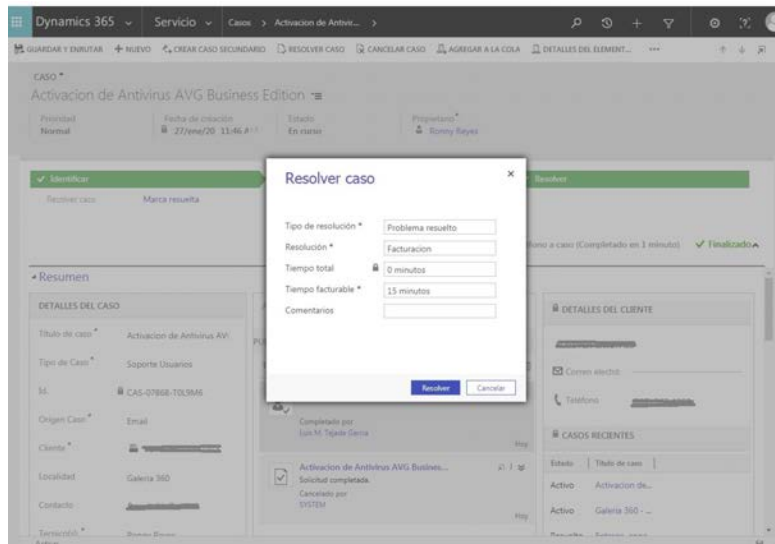 Dynamics 365 Servicio Casos > Activacion de Antivir... >
GUARDAR Y ENRUTAR + NUEVO CREAR CASO SECUNDARIO RESOLVER CASO CANCELAR CASO AGREGAR A LA COLA DETALLES DEL ELEMENT... ...
CASO
Activacion de Antivirus AVG Business Edition
Prioridad Fecha de creación Estado Propietario *
Normal 27/ene/20 11:46 En curso Ronny Reyes
Identificar Resolver
Resolver caso Marca resuelta
a caso (Completado en 1 minuto) Finalizado
Resumen
DETALLES DEL CASO
Título de caso * Activacion de Antivirus AV
Tipo de Caso * Soporte Usuarios
Id. CAS-07868-T0L9M6
Origen Caso * Email
Cliente *
Localidad Galeria 360
Contacto
Resolver caso
Tipo de resolución * Problema resuelto
Resolución * Facturacion
Tiempo total 0 minutos
Tiempo facturable * 15 minutos
Comentarios
Resolver Cancelar
Completado por
Luis M. Tejada Garcia
Hoy
Activacion de Antivirus AVG Busines...
Solicitud completada.
Cancelado por
SYSTEM
Hoy
DETALLES DEL CLIENTE
Correo electró
Teléfono
CASOS RECIENTES
Estado Título de caso
Activo Activacion de...
Activo Galeria 360 - ...